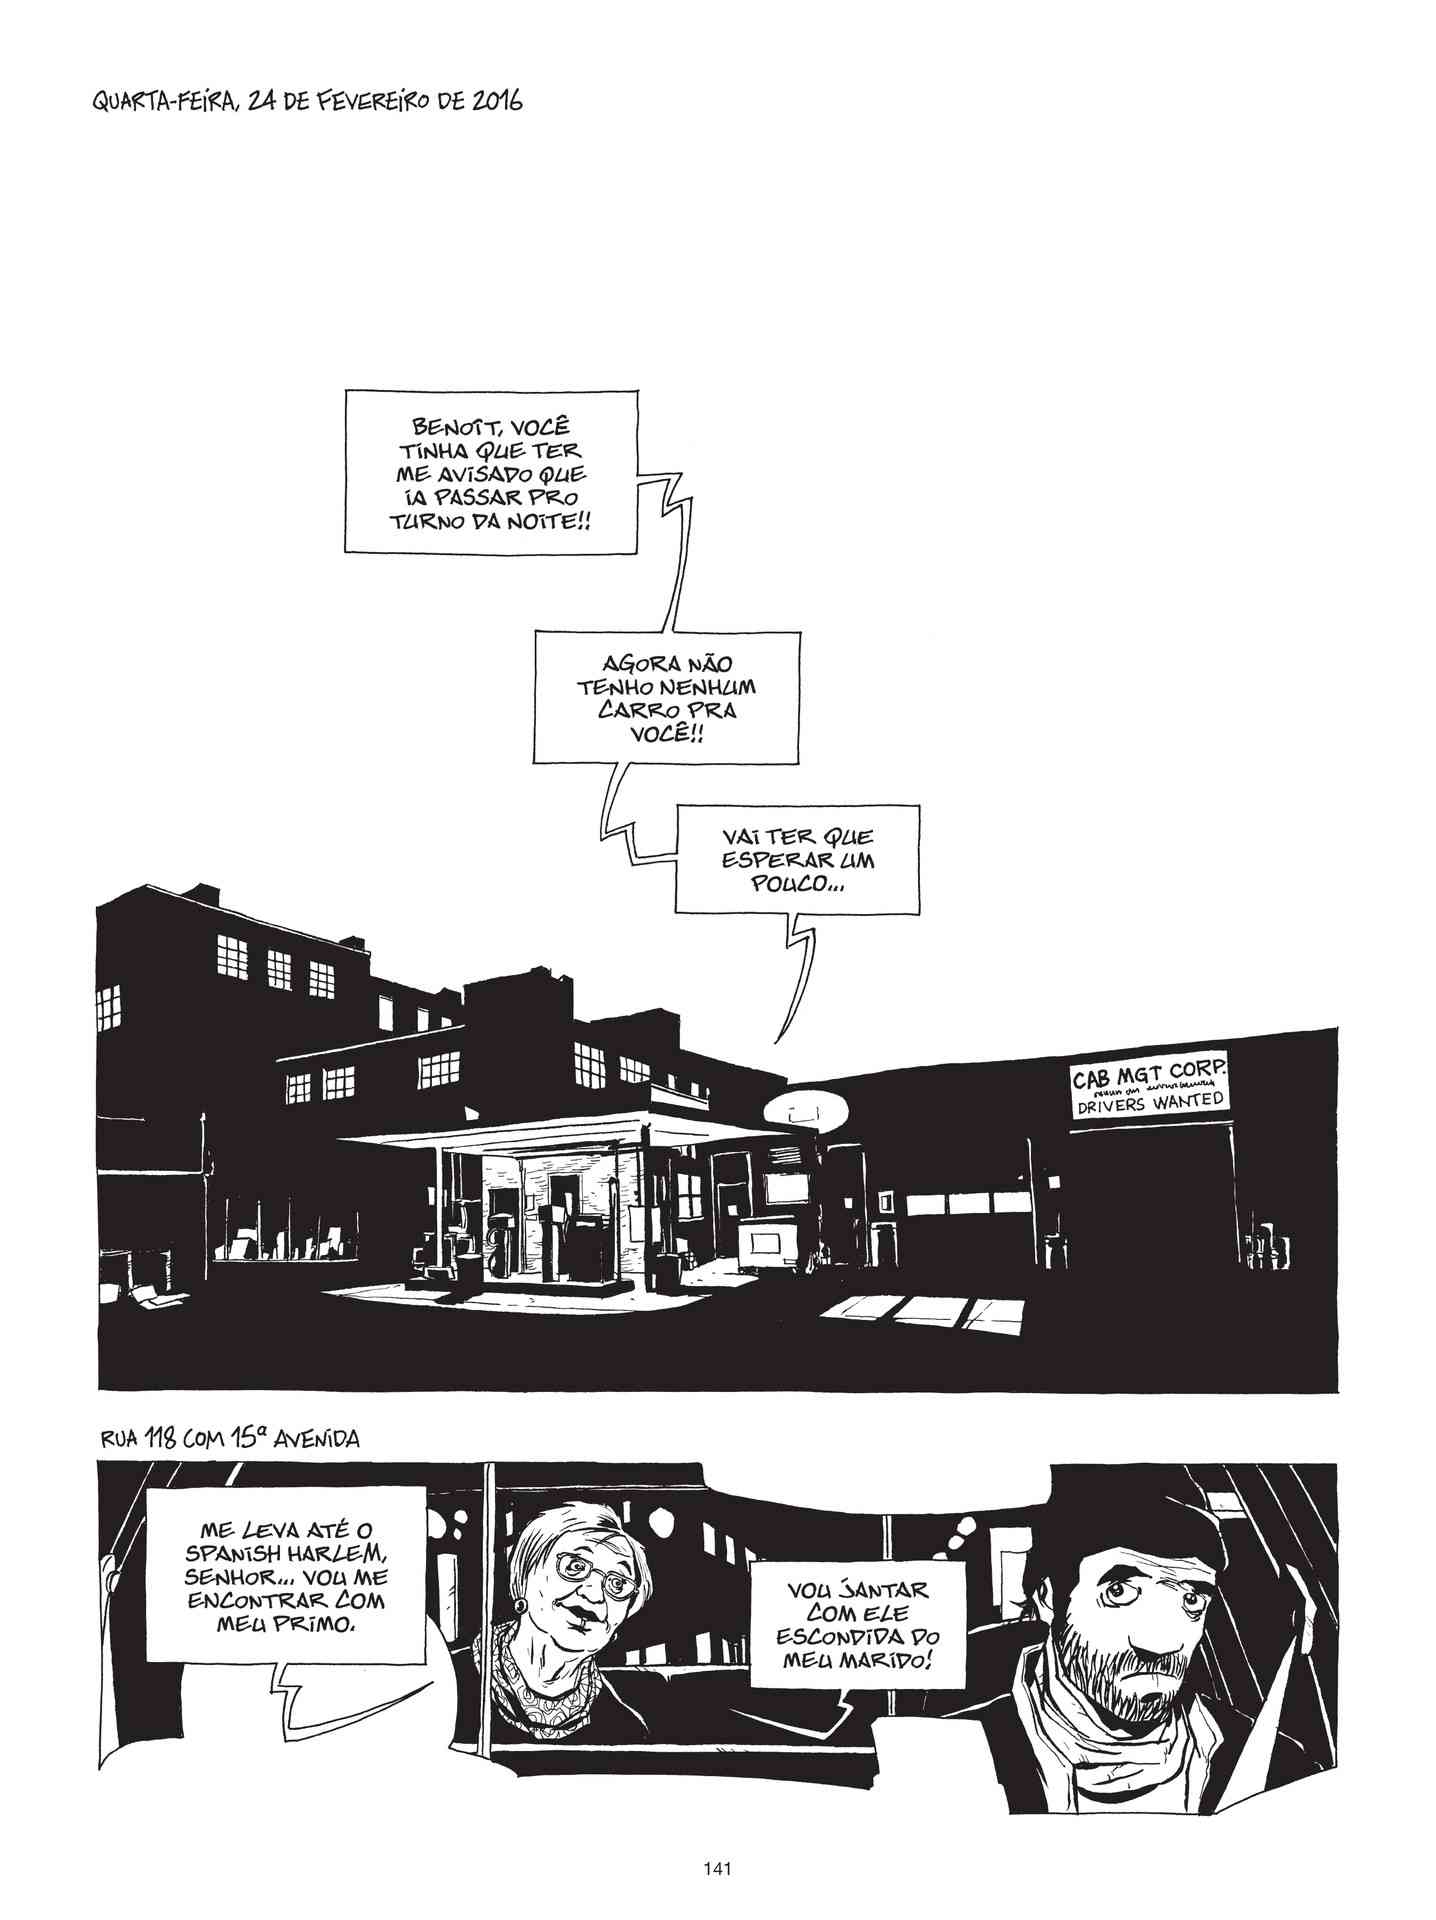 QUARTA-FEIRA, 24 DE FEVEREIRO DE 2016
BENOÎT, VOCÊ
TINHA QUE TER
ME AVISADO QUE
IA PASSAR PRO
TURNO DA NOITE!!
AGORA NÃO
TENHO NENHUM
CARRO PRA
VOCÊ!!
VAI TER QUE
ESPERAR UM
POUCO...
CAB MGT CORP.
DRIVERS WANTED
RUA 118 COM 15ª AVENIDA
ME LEVA ATÉ O
SPANISH HARLEM,
SENHOR... VOU ME
ENCONTRAR COM
MEU PRIMO.
VOU JANTAR
COM ELE
ESCONDIDA DO
MEU MARIDO!
141